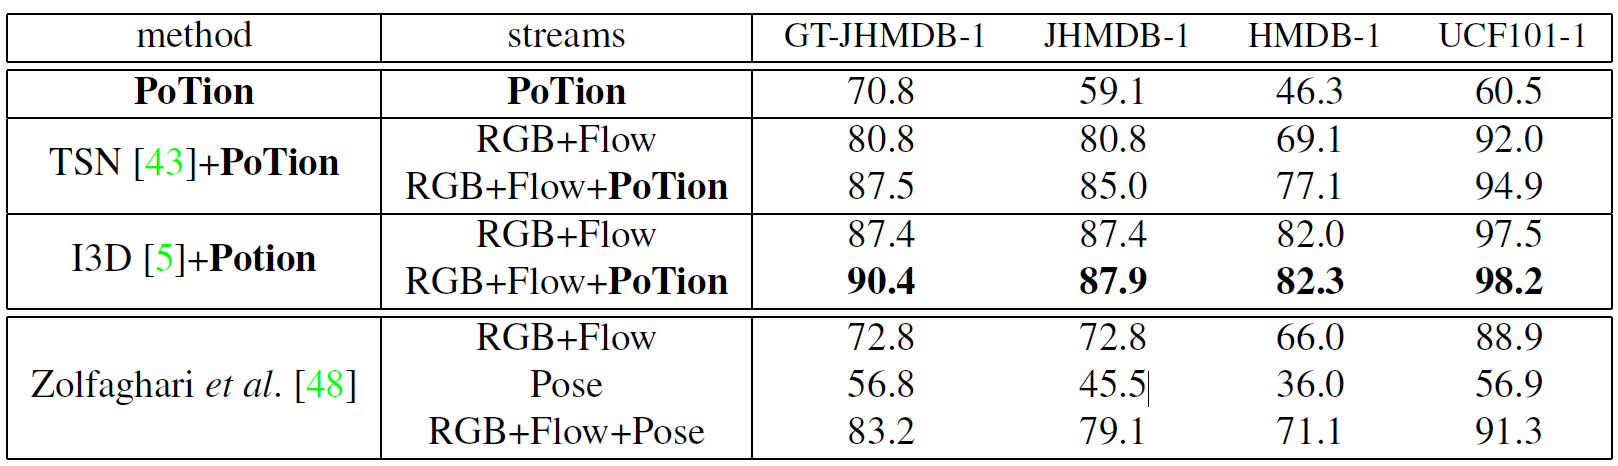 method streams GT-JHMDB-1 JHMDB-1 HMDB-1 UCF101-1
PoTion PoTion 70.8 59.1 46.3 60.5
TSN [43]+PoTion RGB+Flow 80.8 80.8 69.1 92.0
RGB+Flow+PoTion 87.5 85.0 77.1 94.9
I3D [5]+Potion RGB+Flow 87.4 87.4 82.0 97.5
RGB+Flow+PoTion 90.4 87.9 82.3 98.2
Zolfaghari et al. [48] RGB+Flow 72.8 72.8 66.0 88.9
Pose 56.8 45.5 36.0 56.9
RGB+Flow+Pose 83.2 79.1 71.1 91.3